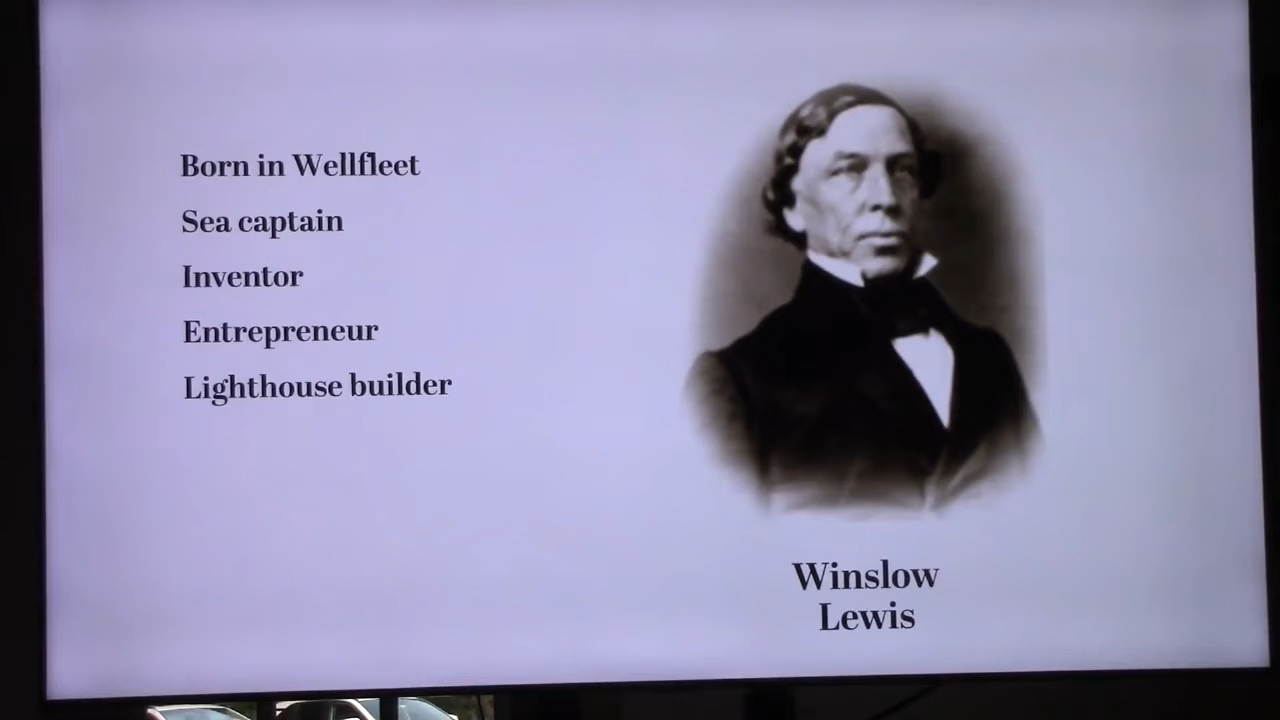 Born in Wellfleet
Sea captain
Inventor
Entrepreneur
Lighthouse builder
Winslow
Lewis